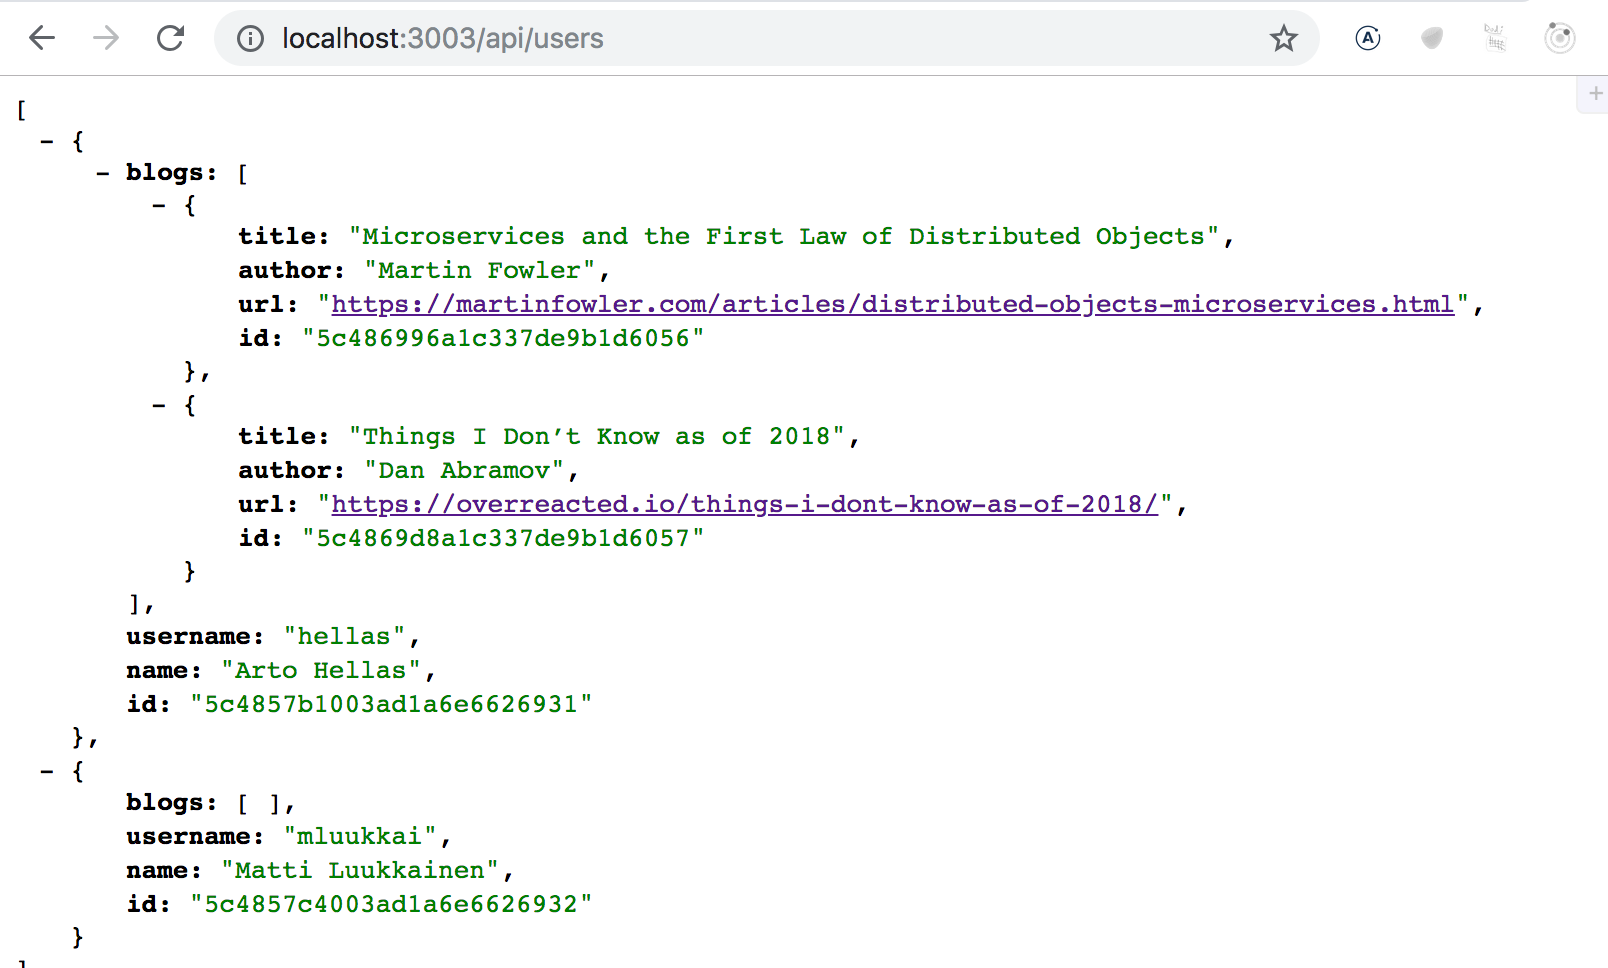 localhost:3003/api/users
[
- {
- blogs: [
- {
title: "Microservices and the First Law of Distributed Objects",
author: "Martin Fowler",
url: "https://martinfowler.com/articles/distributed-objects-microservices.html",
id: "5c486996a1c337de9b1d6056"
},
- {
title: "Things I Don’t Know as of 2018",
author: "Dan Abramov",
url: "https://overreacted.io/things-i-dont-know-as-of-2018/",
id: "5c4869d8a1c337de9b1d6057"
}
],
username: "hellas",
name: "Arto Hellas",
id: "5c4857b1003ad1a6e6626931"
},
- {
blogs: [ ],
username: "mluukkai",
name: "Matti Luukkainen",
id: "5c4857c4003ad1a6e6626932"
}
]